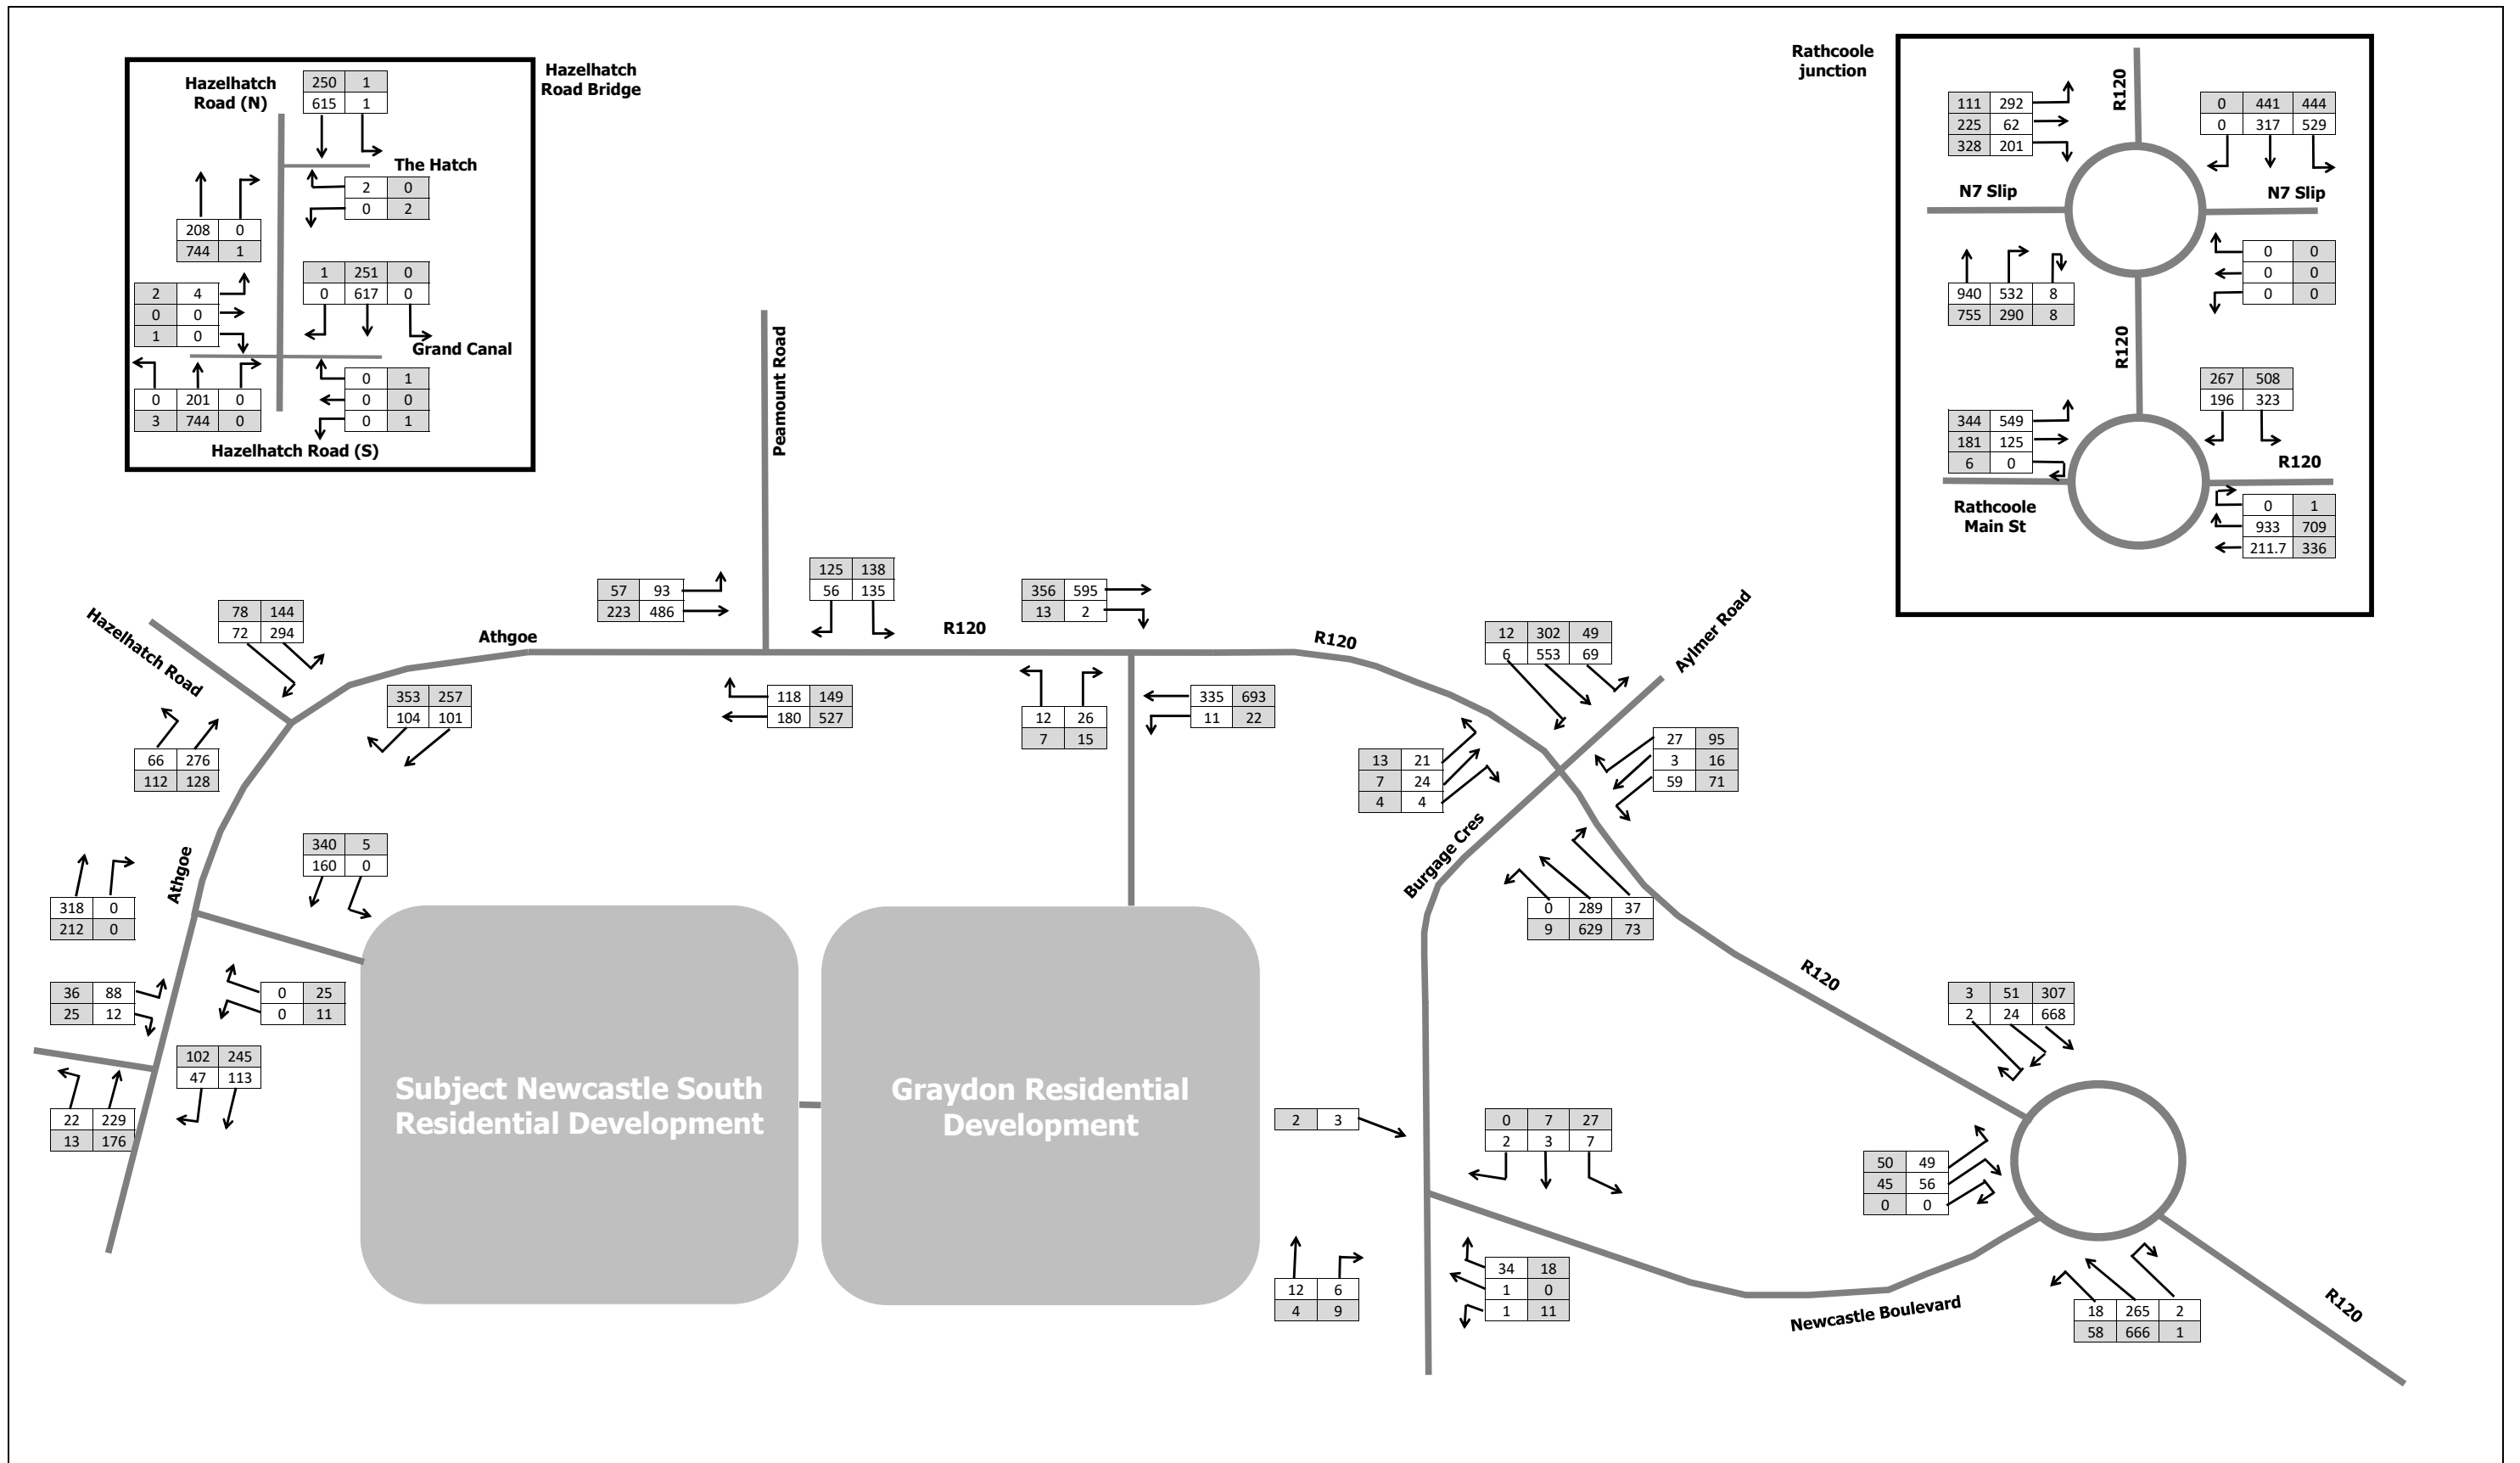 Hazelhatch
Road Bridge
Hazelhatch
Road (N)
250 1
615 1
The Hatch
2 0
0 2
208 0
744 1
1 251 0
0 617 0
2 4
0 0
1 0
Grand Canal
0 1
0 0
0 1
0 201 0
3 744 0
Hazelhatch Road (S)
Rathcoole
junction
R120
111 292
225 62
328 201
0 441 444
0 317 529
N7 Slip
N7 Slip
0 0
0 0
0 0
940 532 8
755 290 8
R120
267 508
196 323
344 549
181 125
6 0
R120
Rathcoole
Main St
0 1
933 709
211.7 336
Peamount Road
125 138
56 135
57 93
223 486
356 595
13 2
Hazelhatch Road
78 144
72 294
Athgoe
R120
R120
12 302 49
6 553 69
Aylmer Road
353 257
104 101
118 149
180 527
12 26
7 15
335 693
11 22
66 276
112 128
13 21
7 24
4 4
27 95
3 16
59 71
Athgoe
340 5
160 0
Burgage Cres
318 0
212 0
0 289 37
9 629 73
R120
36 88
25 12
0 25
0 11
3 51 307
2 24 668
102 245
47 113
22 229
13 176
Subject Newcastle South
Residential Development
Graydon Residential
Development
2 3
0 7 27
2 3 7
50 49
45 56
0 0
12 6
4 9
34 18
1 0
1 11
Newcastle Boulevard
18 265 2
58 666 1
R120